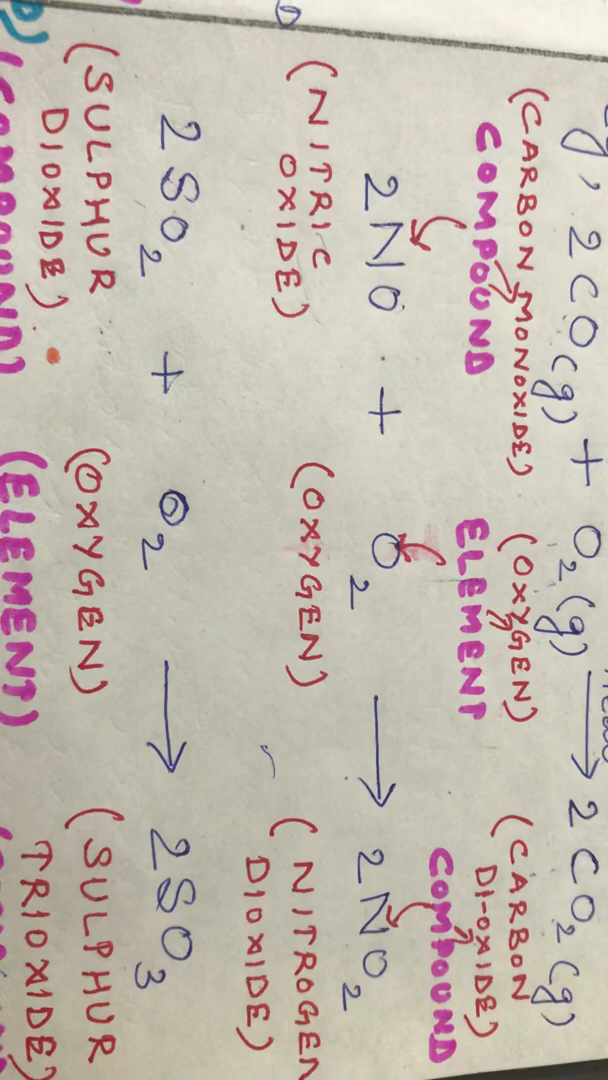 2CO(g) + O2(g) → 2CO2(g)
(CARBON MONOXIDE) (OXYGEN) (CARBON DI-OXIDE)
COMPOUND ELEMENT COMPOUND
2NO + O2 → 2NO2
(NITRIC OXIDE) (OXYGEN) (NITROGEN DIOXIDE)
2SO2 + O2 → 2SO3
(SULPHUR DIOXIDE) (OXYGEN) (SULPHUR TRIOXIDE)
(COMPOUND) (ELEMENT)